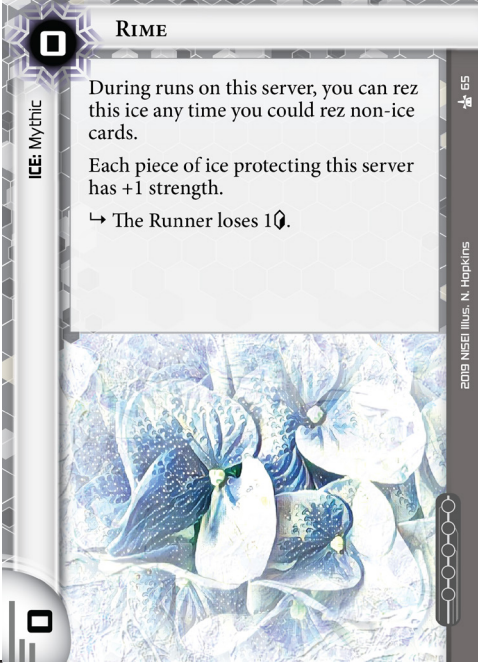 0
RIME
ICE: Mythic
During runs on this server, you can rez
this ice any time you could rez non-ice
cards.
Each piece of ice protecting this server
has +1 strength.
↳ The Runner loses 1.
65
2019 NISEI Illus. N. Hopkins
0